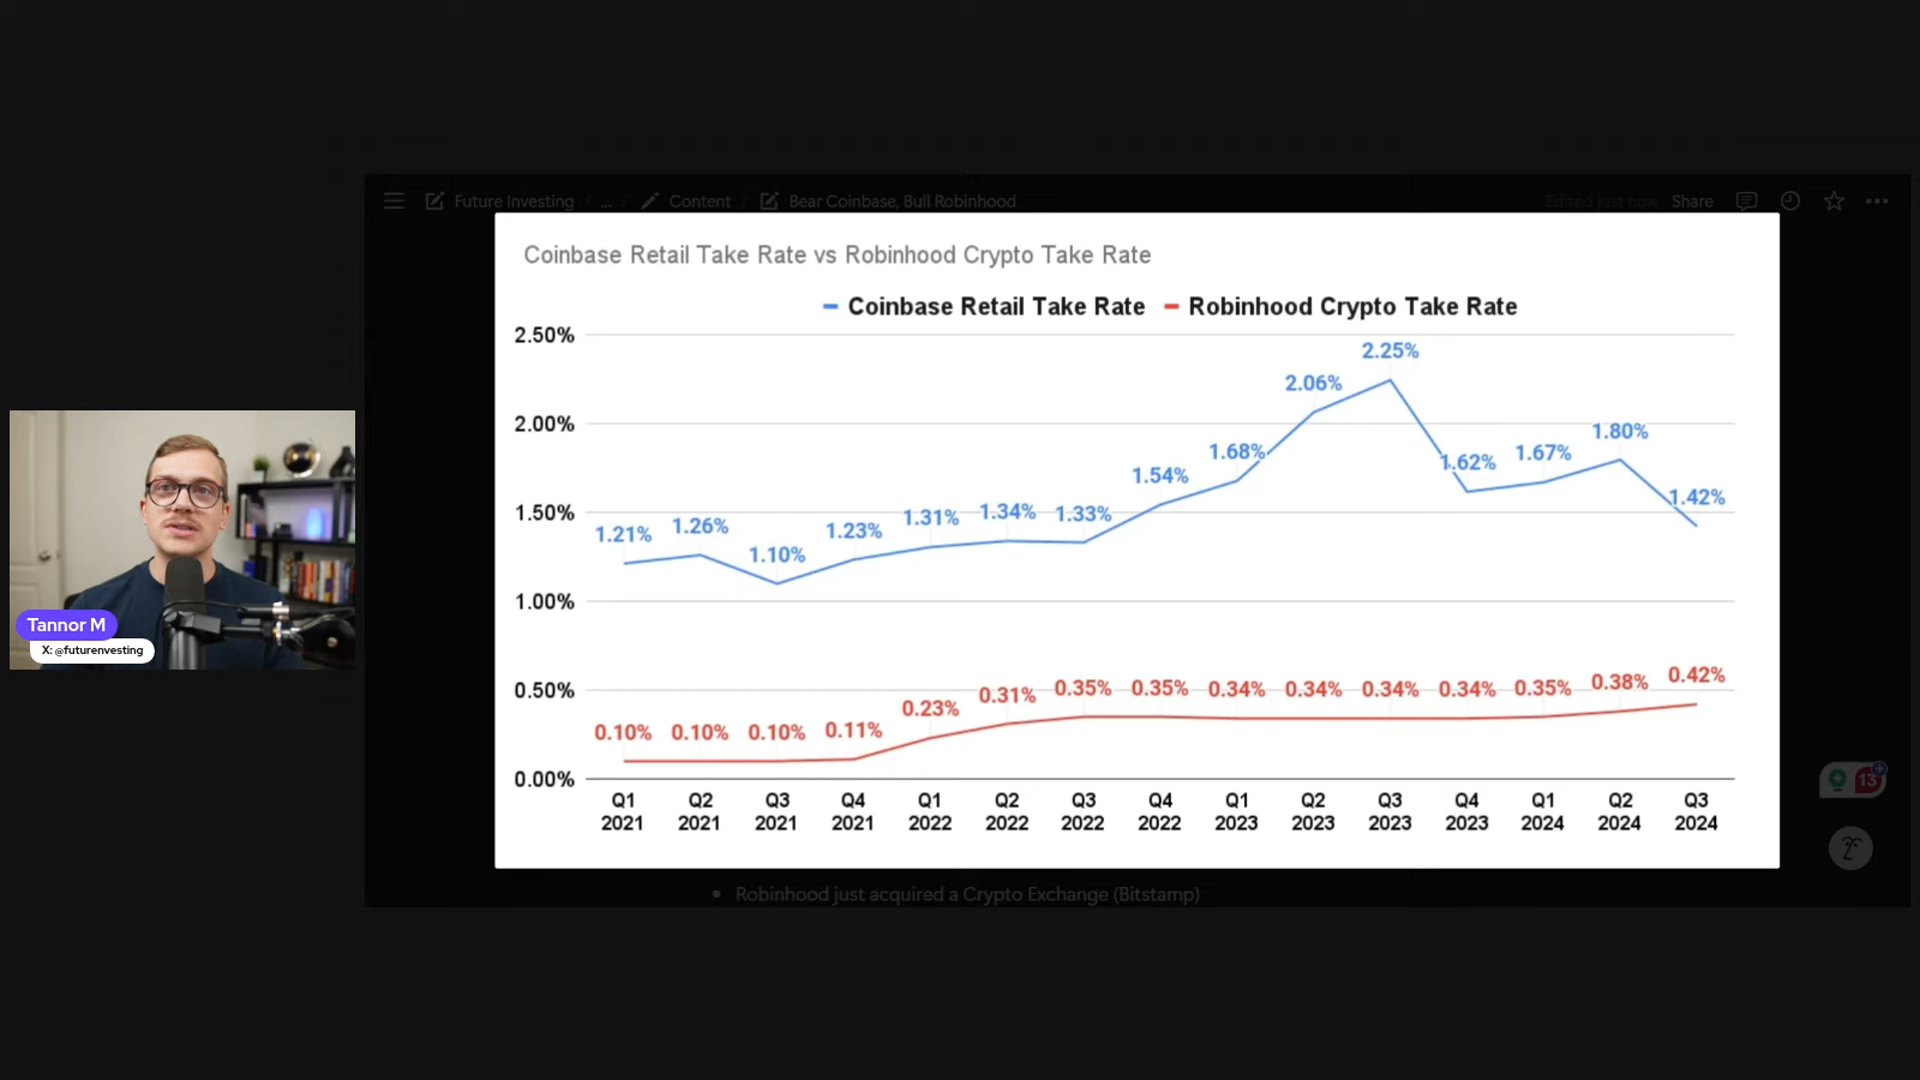 Future Investing / ... / Content / Bear Coinbase, Bull Robinhood
Edited just now Share
Coinbase Retail Take Rate vs Robinhood Crypto Take Rate
Coinbase Retail Take Rate Robinhood Crypto Take Rate
2.50%
2.00%
1.50%
1.00%
0.50%
0.00%
1.21% 1.26% 1.10% 1.23% 1.31% 1.34% 1.33% 1.54% 1.68% 2.06% 2.25% 1.62% 1.67% 1.80% 1.42%
0.10% 0.10% 0.10% 0.11% 0.23% 0.31% 0.35% 0.35% 0.34% 0.34% 0.34% 0.34% 0.35% 0.38% 0.42%
Q1 Q2 Q3 Q4 Q1 Q2 Q3 Q4 Q1 Q2 Q3 Q4 Q1 Q2 Q3
2021 2021 2021 2021 2022 2022 2022 2022 2023 2023 2023 2023 2024 2024 2024
Tannor M
X: @futurenvesting
13
Robinhood just acquired a Crypto Exchange (Bitstamp)